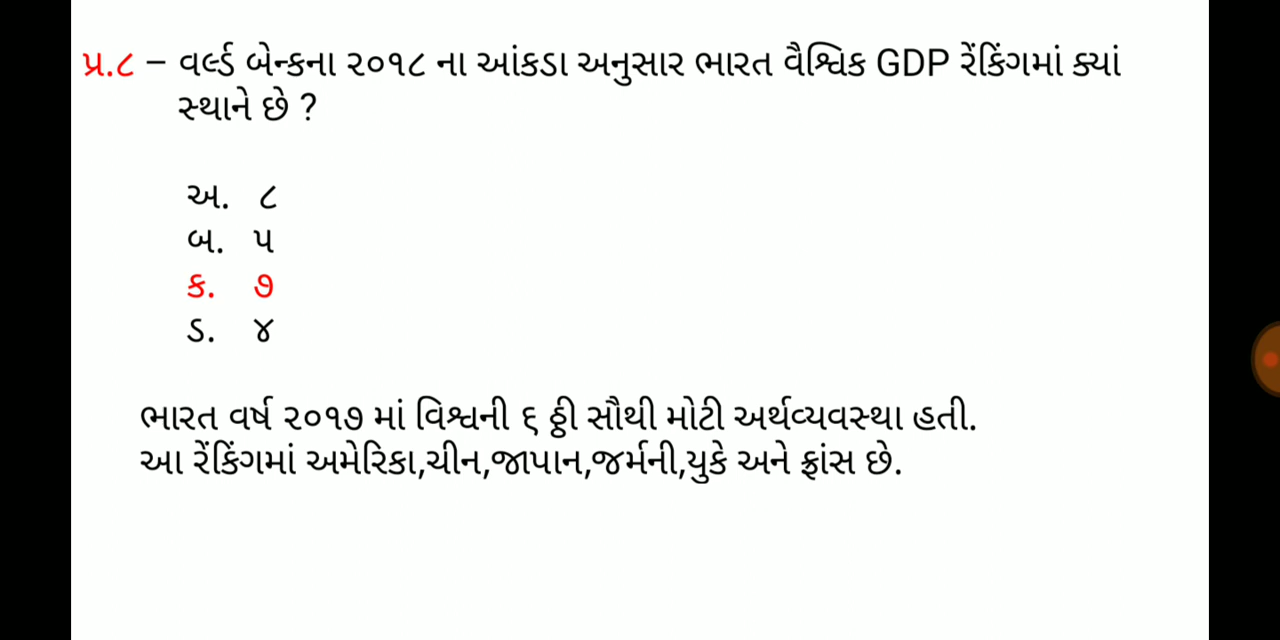 પ્ર.૮ – વર્લ્ડ બેન્કના ૨૦૧૮ ના આંકડા અનુસાર ભારત વૈશ્વિક GDP રેંકિંગમાં ક્યાં
સ્થાને છે ?
અ. ૮
બ. ૫
ક. ૭
ડ. ૪
ભારત વર્ષ ૨૦૧૭ માં વિશ્વની ૬ ઠ્ઠી સૌથી મોટી અર્થવ્યવસ્થા હતી.
આ રેંકિંગમાં અમેરિકા,ચીન,જાપાન,જર્મની,યુકે અને ફ્રાંસ છે.